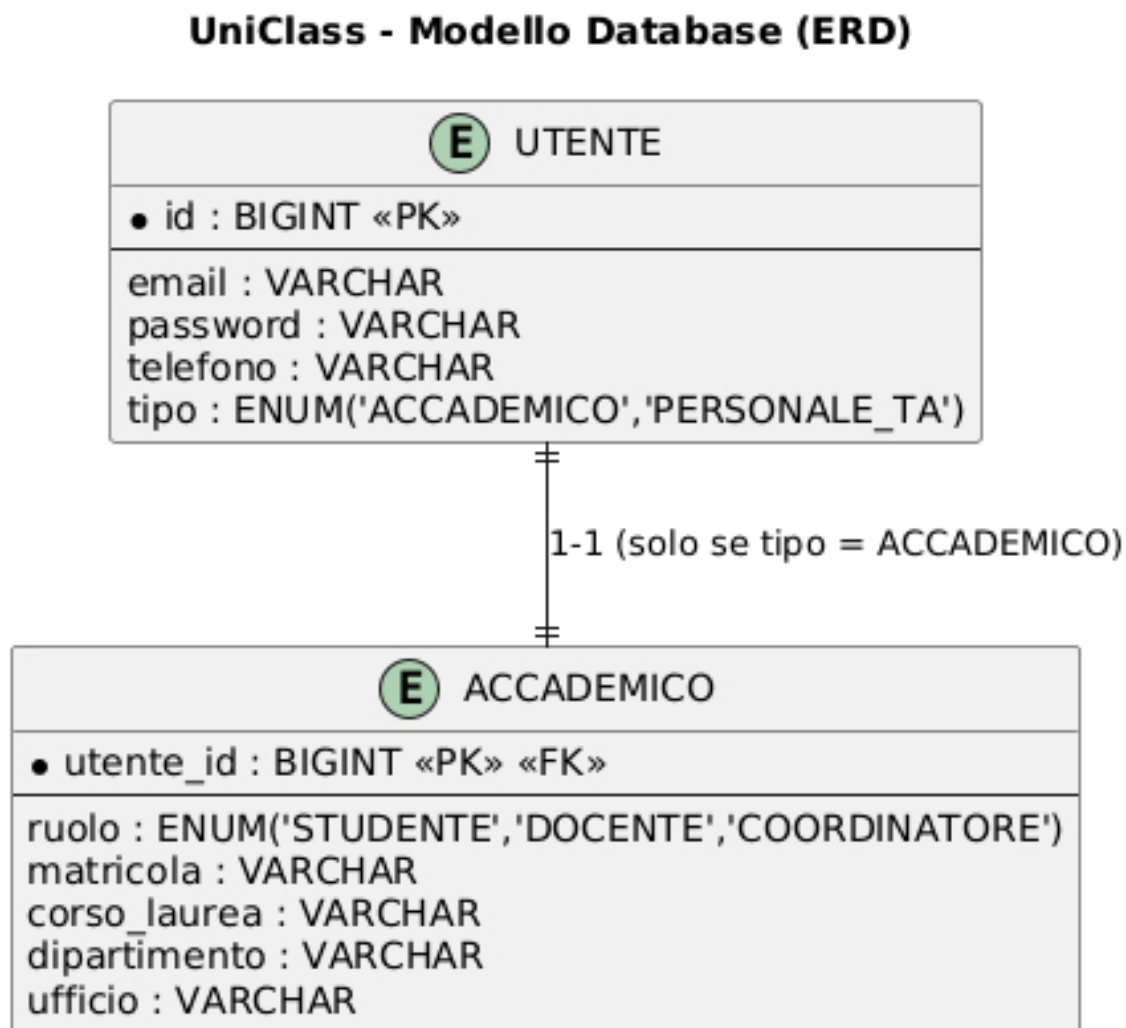 UniClass - Modello Database (ERD)
E UTENTE
id : BIGINT «PK»
email : VARCHAR
password : VARCHAR
telefono : VARCHAR
tipo : ENUM('ACCADEMICO','PERSONALE_TA')
1-1 (solo se tipo = ACCADEMICO)
E ACCADEMICO
utente_id : BIGINT «PK» «FK»
ruolo : ENUM('STUDENTE','DOCENTE','COORDINATORE')
matricola : VARCHAR
corso_laurea : VARCHAR
dipartimento : VARCHAR
ufficio : VARCHAR